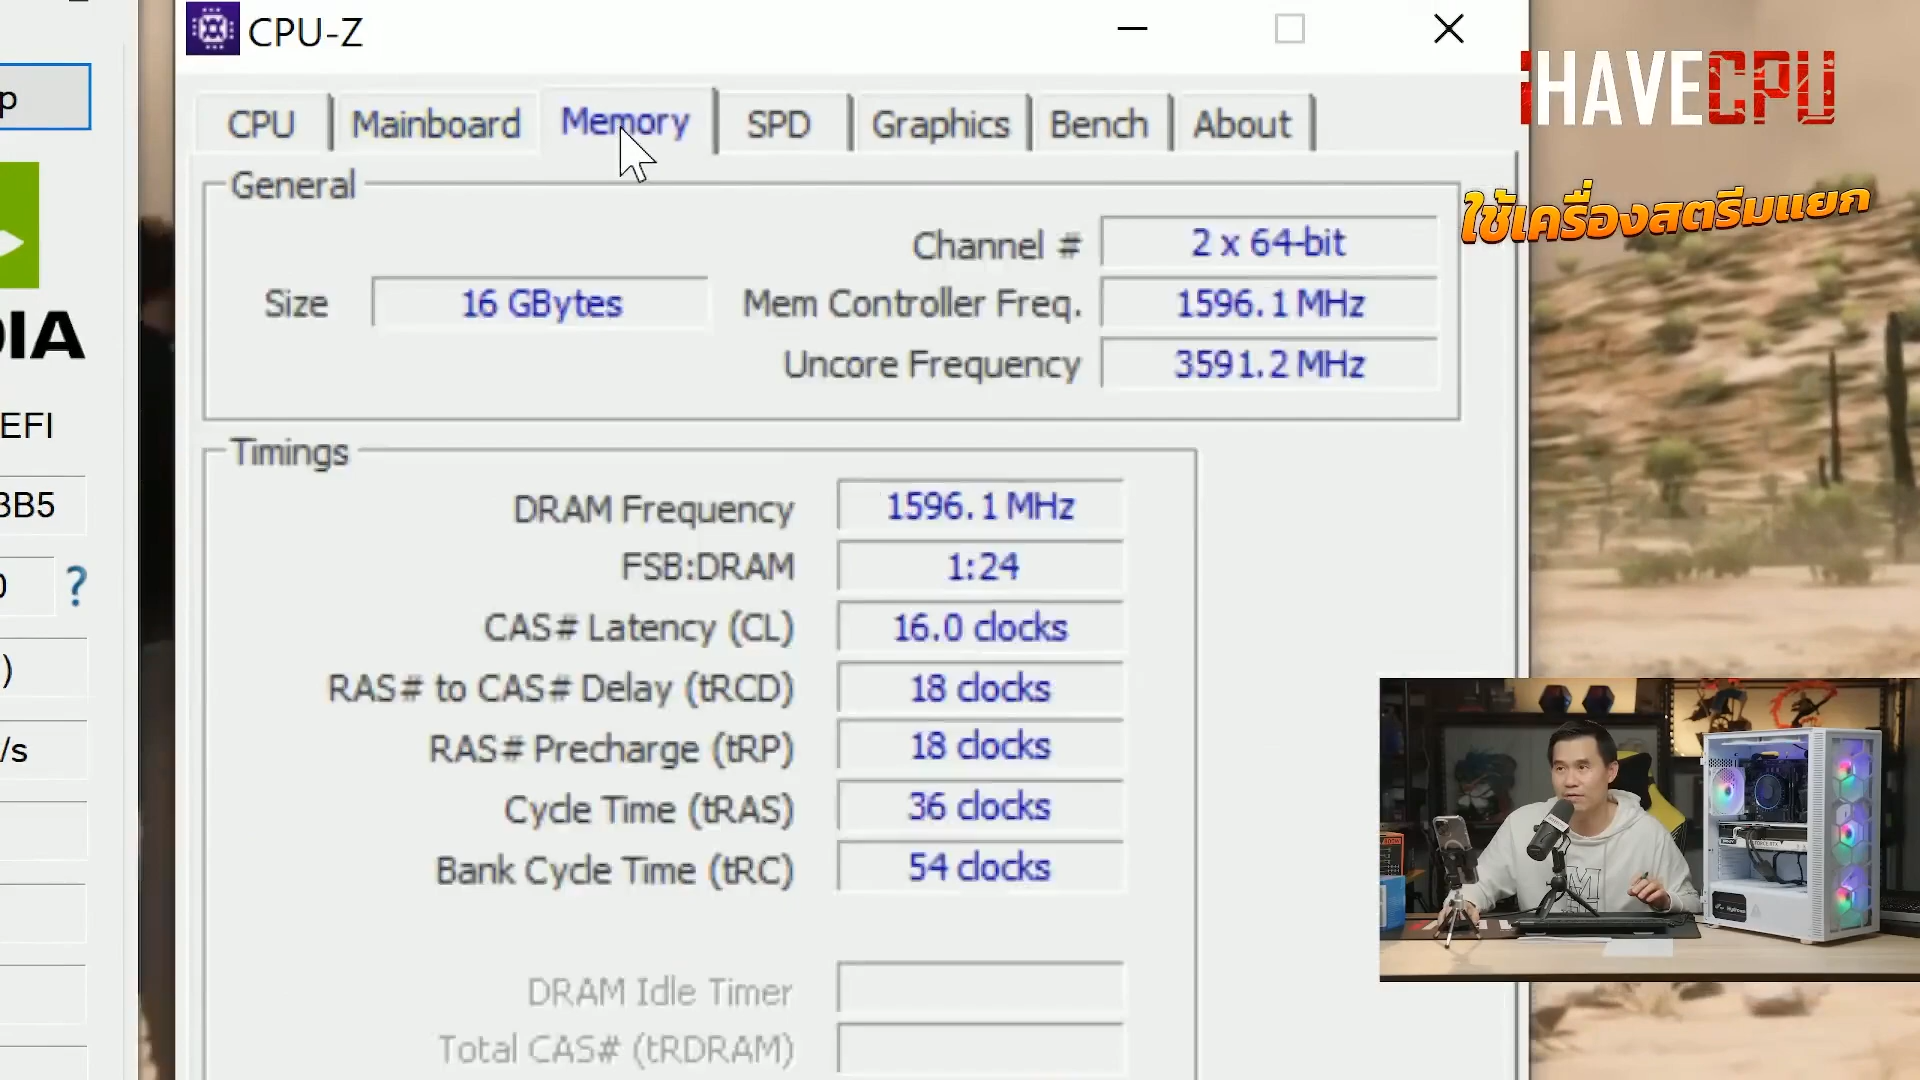 CPU-Z
iHAVECPU
p
CPU
Mainboard
Memory
SPD
Graphics
Bench
About
ใช้เครื่องสตรีมแยก
General
Channel #
2 x 64-bit
Size
16 GBytes
Mem Controller Freq.
1596.1 MHz
Uncore Frequency
3591.2 MHz
DIA
EFI
Timings
3B5
DRAM Frequency
1596.1 MHz
FSB:DRAM
1:24
0
?
CAS# Latency (CL)
16.0 clocks
)
RAS# to CAS# Delay (tRCD)
18 clocks
/s
RAS# Precharge (tRP)
18 clocks
Cycle Time (tRAS)
36 clocks
Bank Cycle Time (tRC)
54 clocks
DRAM Idle Timer
Total CAS# (tRDRAM)